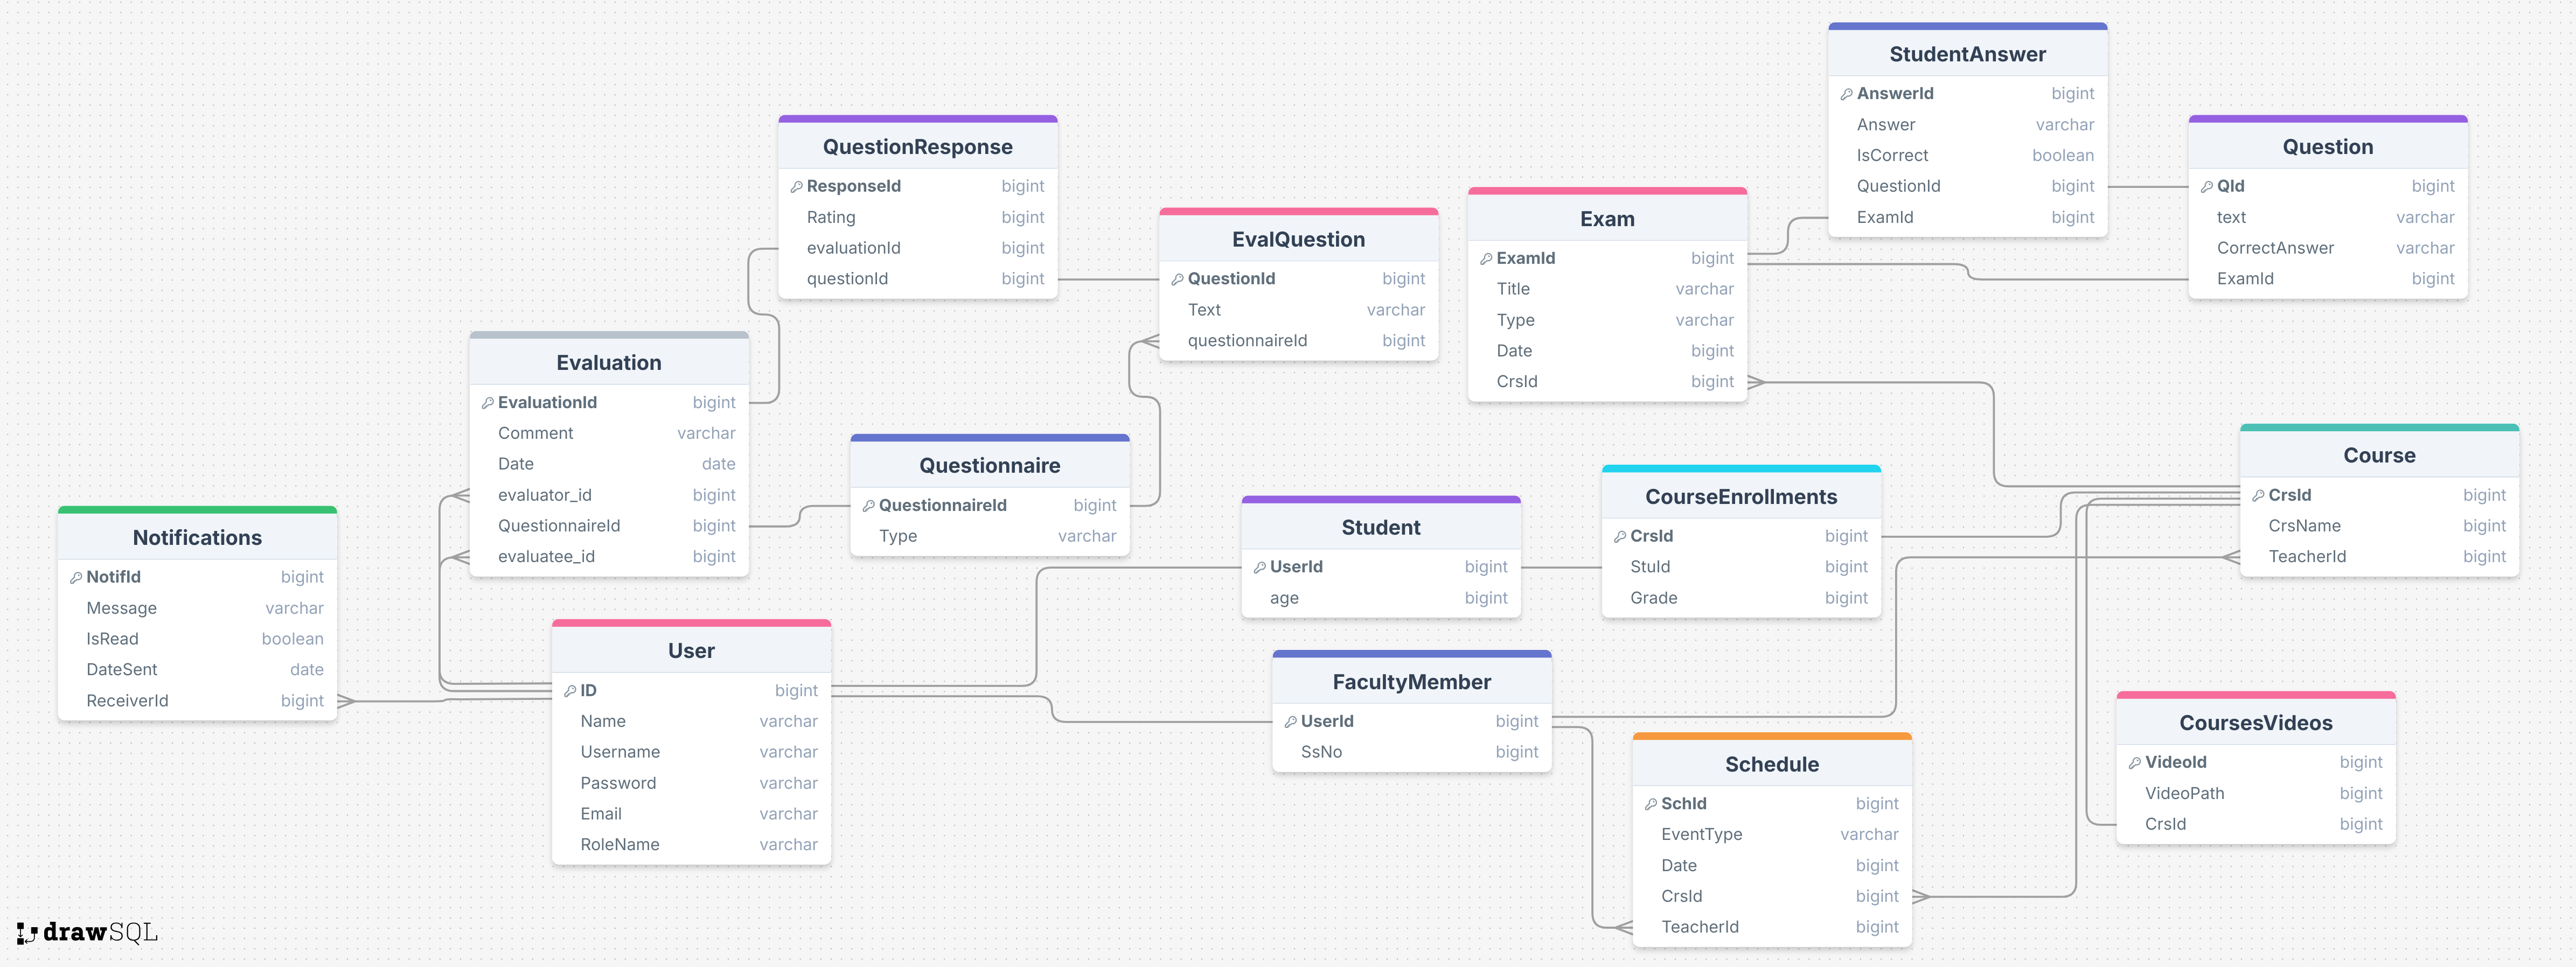 StudentAnswer
AnswerId bigint
Answer varchar
IsCorrect boolean
QuestionId bigint
ExamId bigint
QuestionResponse
ResponseId bigint
Rating bigint
evaluationId bigint
questionId bigint
Question
QId bigint
text varchar
CorrectAnswer varchar
ExamId bigint
Exam
ExamId bigint
Title varchar
Type varchar
Date bigint
CrsId bigint
EvalQuestion
QuestionId bigint
Text varchar
questionnaireId bigint
Evaluation
EvaluationId bigint
Comment varchar
Date date
evaluator_id bigint
QuestionnaireId bigint
evaluatee_id bigint
Questionnaire
QuestionnaireId bigint
Type varchar
Course
CrsId bigint
CrsName bigint
TeacherId bigint
CourseEnrollments
CrsId bigint
StuId bigint
Grade bigint
Student
UserId bigint
age bigint
Notifications
NotifId bigint
Message varchar
IsRead boolean
DateSent date
ReceiverId bigint
User
ID bigint
Name varchar
Username varchar
Password varchar
Email varchar
RoleName varchar
FacultyMember
UserId bigint
SsNo bigint
CoursesVideos
VideoId bigint
VideoPath bigint
CrsId bigint
Schedule
SchId bigint
EventType varchar
Date bigint
CrsId bigint
TeacherId bigint
drawSQL